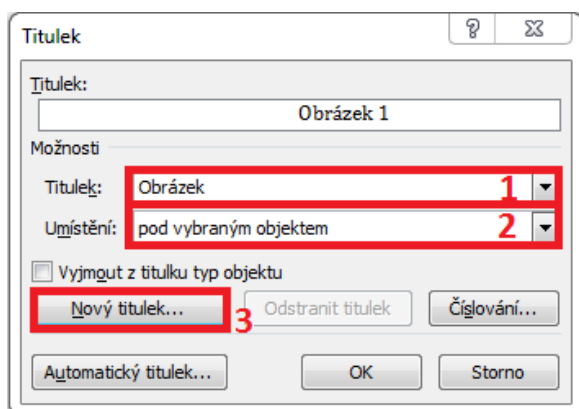 Titulek
Titulek:
Obrázek 1
Možnosti
Titulek: Obrázek 1
Umístění: pod vybraným objektem 2
Vyjmout z titulku typ objektu
Nový titulek... 3 Odstranit titulek Číslování...
Automatický titulek... OK Storno